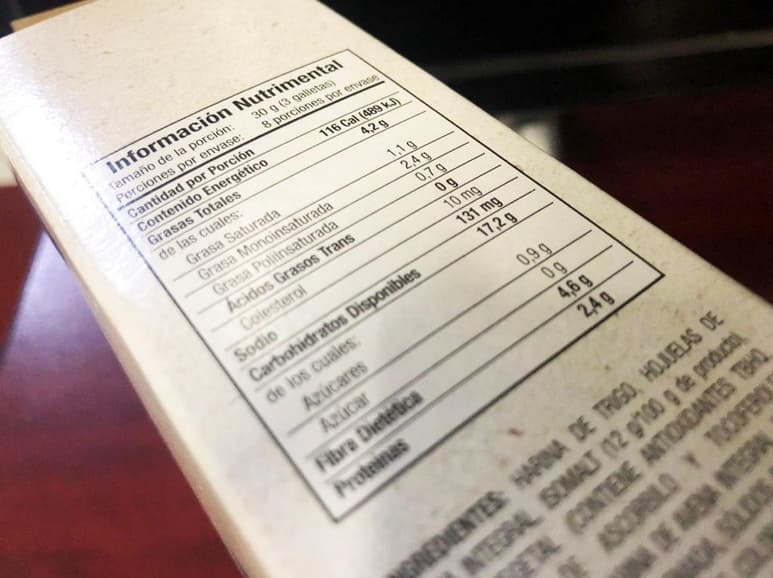 Información Nutrimental
Tamaño de la porción: 30 g (3 galletas)
Porciones por envase: 8 porciones por envase
Cantidad por Porción
Contenido Energético 116 Cal (489 kJ)
Grasas Totales 4,2 g
de las cuales:
Grasa Saturada 1,1 g
Grasa Monoinsaturada 2,4 g
Grasa Poliinsaturada 0,7 g
Ácidos Grasos Trans 0 g
Colesterol 10 mg
Sodio 131 mg
Carbohidratos Disponibles 17,2 g
de los cuales:
Azúcares 0,9 g
Azúcar 0 g
Fibra Dietética 4,6 g
Proteínas 2,4 g
INGREDIENTES: HARINA DE TRIGO, HOJUELAS DE
INTEGRAL, ISOMALT (12 g/100 g de producto),
(CONTIENE ANTIOXIDANTES TBHQ,
DE ASCORBILO Y
DE AVENA INTEGRAL